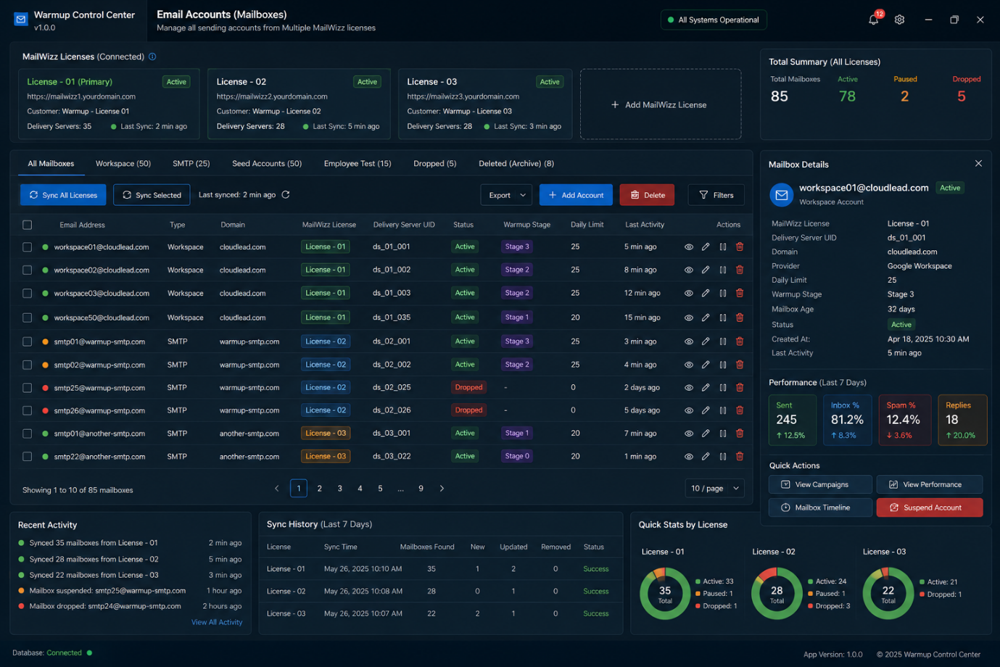 Warmup Control Center
v1.0.0
Email Accounts (Mailboxes)
Manage all sending accounts from Multiple MailWizz licenses
All Systems Operational
12
MailWizz Licenses (Connected)
License - 01 (Primary) Active
https://mailwizz1.yourdomain.com
Customer: Warmup - License 01
Delivery Servers: 35 Last Sync: 2 min ago
License - 02 Active
https://mailwizz2.yourdomain.com
Customer: Warmup - License 02
Delivery Servers: 28 Last Sync: 5 min ago
License - 03 Active
https://mailwizz3.yourdomain.com
Customer: Warmup - License 03
Delivery Servers: 28 Last Sync: 3 min ago
+ Add MailWizz License
Total Summary (All Licenses)
Total Mailboxes Active Paused Dropped
85 78 2 5
All Mailboxes Workspace (50) SMTP (25) Seed Accounts (50) Employee Test (15) Dropped (5) Deleted (Archive) (8)
Sync All Licenses Sync Selected Last synced: 2 min ago Export + Add Account Delete Filters
Email Address Type Domain MailWizz License Delivery Server UID Status Warmup Stage Daily Limit Last Activity Actions
workspace01@cloudlead.com Workspace cloudlead.com License - 01 ds_01_001 Active Stage 3 25 5 min ago
workspace02@cloudlead.com Workspace cloudlead.com License - 01 ds_01_002 Active Stage 2 25 8 min ago
workspace03@cloudlead.com Workspace cloudlead.com License - 01 ds_01_003 Active Stage 2 25 12 min ago
workspace50@cloudlead.com Workspace cloudlead.com License - 01 ds_01_035 Active Stage 1 20 15 min ago
smtp01@warmup-smtp.com SMTP warmup-smtp.com License - 02 ds_02_001 Active Stage 3 25 3 min ago
smtp02@warmup-smtp.com SMTP warmup-smtp.com License - 02 ds_02_002 Active Stage 2 25 4 min ago
smtp25@warmup-smtp.com SMTP warmup-smtp.com License - 02 ds_02_025 Dropped - 0 2 days ago
smtp26@warmup-smtp.com SMTP warmup-smtp.com License - 02 ds_02_026 Dropped - 0 5 days ago
smtp01@another-smtp.com SMTP another-smtp.com License - 03 ds_03_001 Active Stage 1 20 7 min ago
smtp22@another-smtp.com SMTP another-smtp.com License - 03 ds_03_022 Active Stage 0 20 1 min ago
Showing 1 to 10 of 85 mailboxes
< 1 2 3 4 5 ... 9 >
10 / page
Mailbox Details
workspace01@cloudlead.com Active
Workspace Account
MailWizz License License - 01
Delivery Server UID ds_01_001
Domain cloudlead.com
Provider Google Workspace
Daily Limit 25
Warmup Stage Stage 3
Mailbox Age 32 days
Status Active
Created At: Apr 18, 2025 10:30 AM
Last Activity 5 min ago
Performance (Last 7 Days)
Sent Inbox % Spam % Replies
245 81.2% 12.4% 18
↑ 12.5% ↑ 8.3% ↓ 3.6% ↑ 20.0%
Quick Actions
View Campaigns View Performance
Mailbox Timeline Suspend Account
Recent Activity
Synced 35 mailboxes from License - 01 2 min ago
Synced 28 mailboxes from License - 02 5 min ago
Synced 22 mailboxes from License - 03 3 min ago
Mailbox suspended: smtp25@warmup-smtp.com 1 hour ago
Mailbox dropped: smtp24@warmup-smtp.com 2 hours ago
View All Activity
Sync History (Last 7 Days)
License Sync Time Mailboxes Found New Updated Removed Status
License - 01 May 26, 2025 10:10 AM 35 1 2 0 Success
License - 02 May 26, 2025 10:08 AM 28 0 1 0 Success
License - 03 May 26, 2025 10:07 AM 22 2 1 0 Success
Quick Stats by License
License - 01
35
Total
Active: 33
Paused: 1
Dropped: 1
License - 02
28
Total
Active: 24
Paused: 1
Dropped: 3
License - 03
22
Total
Active: 21
Dropped: 1
Database: Connected
App Version: 1.0.0 © 2025 Warmup Control Center